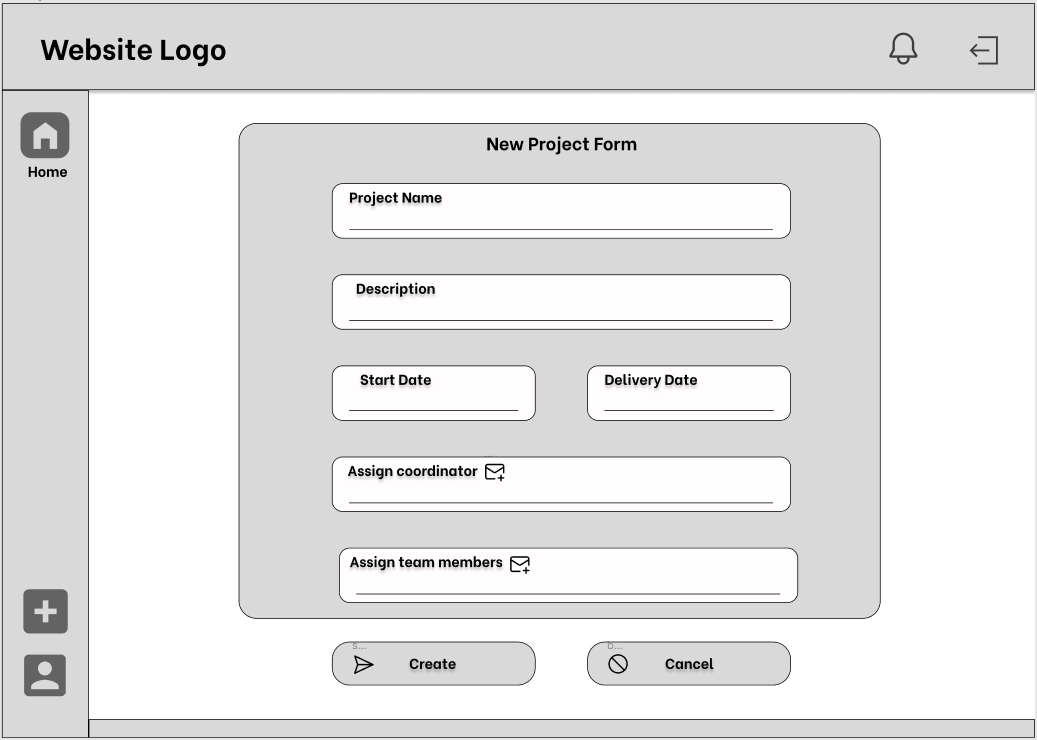 Website Logo
Home
New Project Form
Project Name
Description
Start Date
Delivery Date
Assign coordinator
Assign team members
s...
Create
b...
Cancel